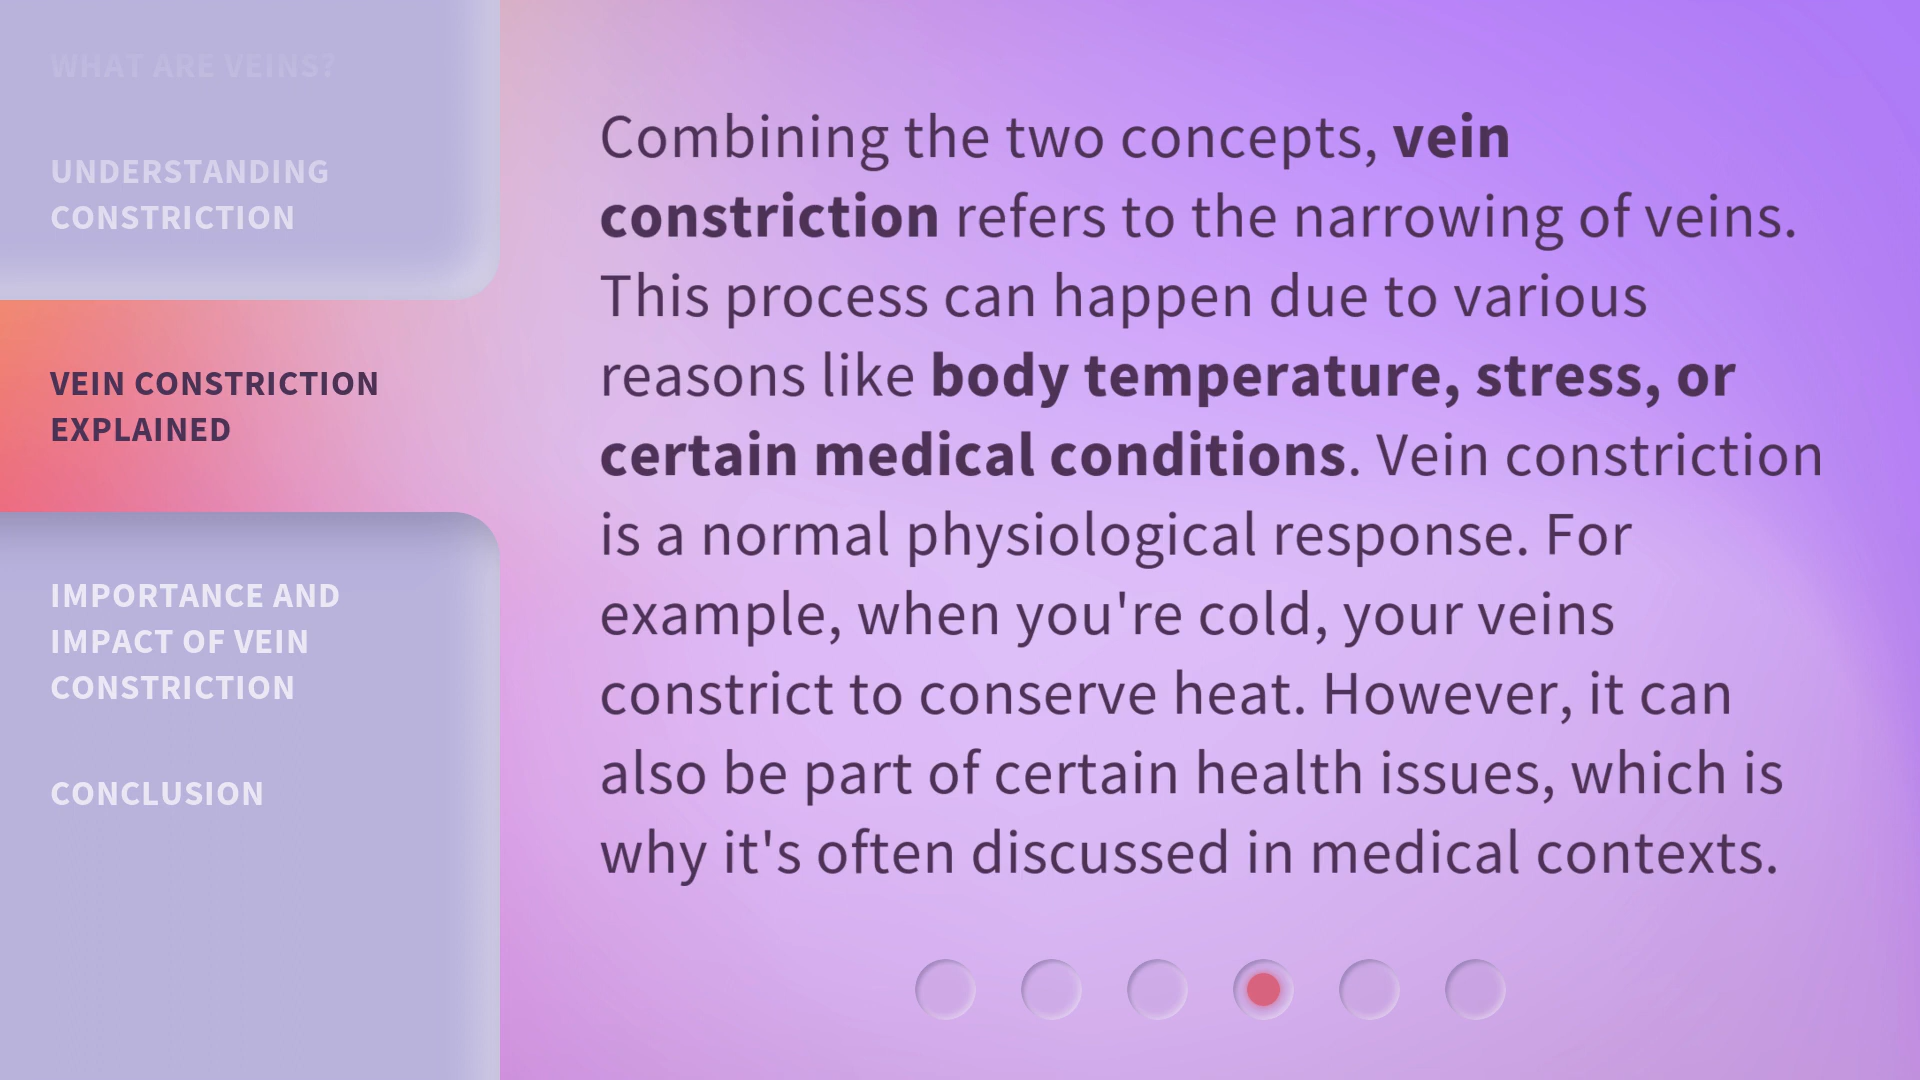 WHAT ARE VEINS?
UNDERSTANDING
CONSTRICTION
VEIN CONSTRICTION
EXPLAINED
IMPORTANCE AND
IMPACT OF VEIN
CONSTRICTION
CONCLUSION
Combining the two concepts, vein
constriction refers to the narrowing of veins.
This process can happen due to various
reasons like body temperature, stress, or
certain medical conditions. Vein constriction
is a normal physiological response. For
example, when you're cold, your veins
constrict to conserve heat. However, it can
also be part of certain health issues, which is
why it's often discussed in medical contexts.